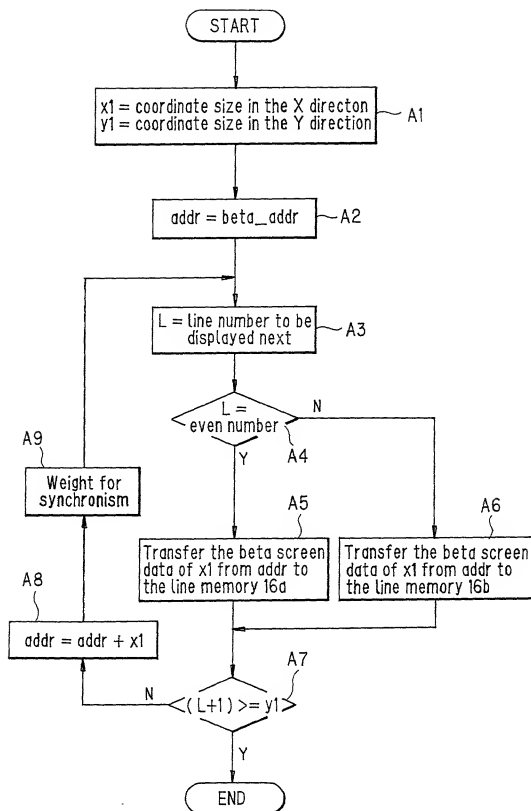 START
x1 = coordinate size in the X directon
y1 = coordinate size in the Y direction
A1
addr = beta_addr
A2
L = line number to be
displayed next
A3
L =
even number
N
A4
Y
A9
Weight for
synchronism
A5
Transfer the beta screen
data of x1 from addr to
the line memory 16a
A6
Transfer the beta screen
data of x1 from addr to
the line memory 16b
A8
addr = addr + x1
A7
N
(L+1) >= y1
Y
END